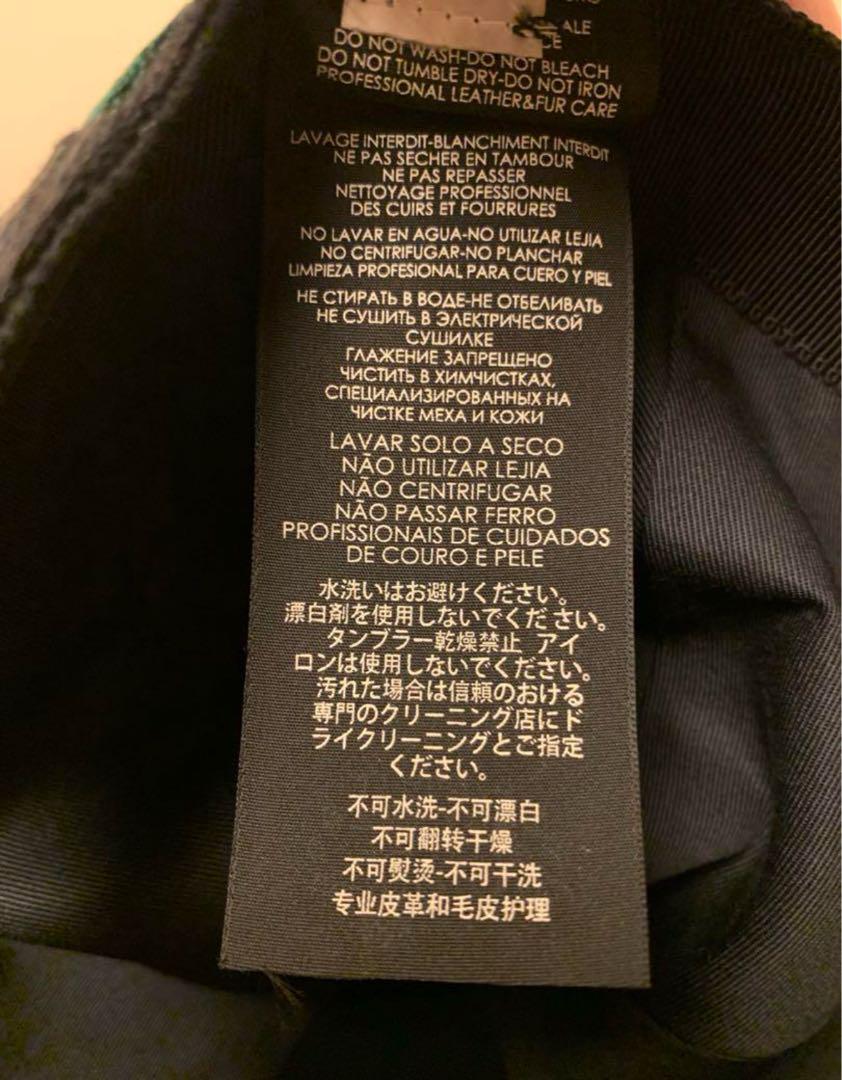 ALE
CE
DO NOT WASH-DO NOT BLEACH
DO NOT TUMBLE DRY-DO NOT IRON
PROFESSIONAL LEATHER&FUR CARE
LAVAGE INTERDIT-BLANCHIMENT INTERDIT
NE PAS SECHER EN TAMBOUR
NE PAS REPASSER
NETTOYAGE PROFESSIONNEL
DES CUIRS ET FOURRURES
NO LAVAR EN AGUA-NO UTILIZAR LEJIA
NO CENTRIFUGAR-NO PLANCHAR
LIMPIEZA PROFESIONAL PARA CUERO Y PIEL
НЕ СТИРАТЬ В ВОДЕ-НЕ ОТБЕЛИВАТЬ
НЕ СУШИТЬ В ЭЛЕКТРИЧЕСКОЙ
СУШИЛКЕ
ГЛАЖЕНИЕ ЗАПРЕЩЕНО
ЧИСТИТЬ В ХИМЧИСТКАХ,
СПЕЦИАЛИЗИРОВАННЫХ НА
ЧИСТКЕ МЕХА И КОЖИ
LAVAR SOLO A SECO
NÃO UTILIZAR LEJIA
NÃO CENTRIFUGAR
NÃO PASSAR FERRO
PROFISSIONAIS DE CUIDADOS
DE COURO E PELE
水洗いはお避けください。
漂白剤を使用しないでください。
タンブラー乾燥禁止 アイ
ロンは使用しないでください。
汚れた場合は信頼のおける
専門のクリーニング店にド
ライクリーニングとご指定
ください。
不可水洗-不可漂白
不可翻转干燥
不可熨烫-不可干洗
专业皮革和毛皮护理